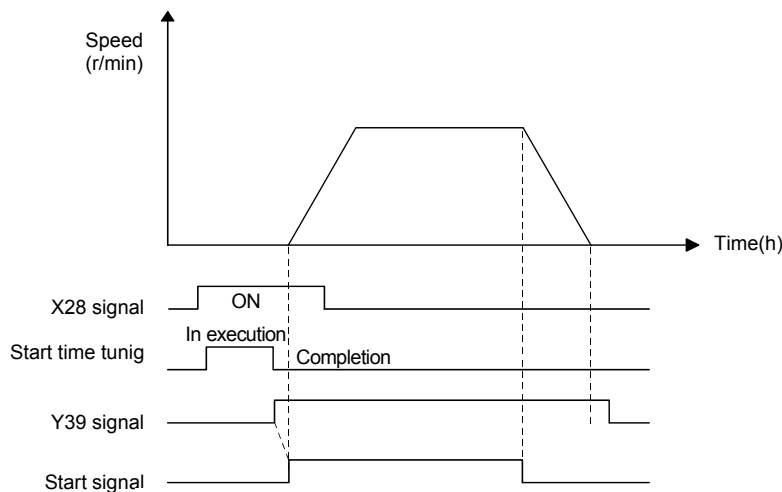 Speed
(r/min)
Time(h)
X28 signal
ON
In execution
Start time tunig
Completion
Y39 signal
Start signal